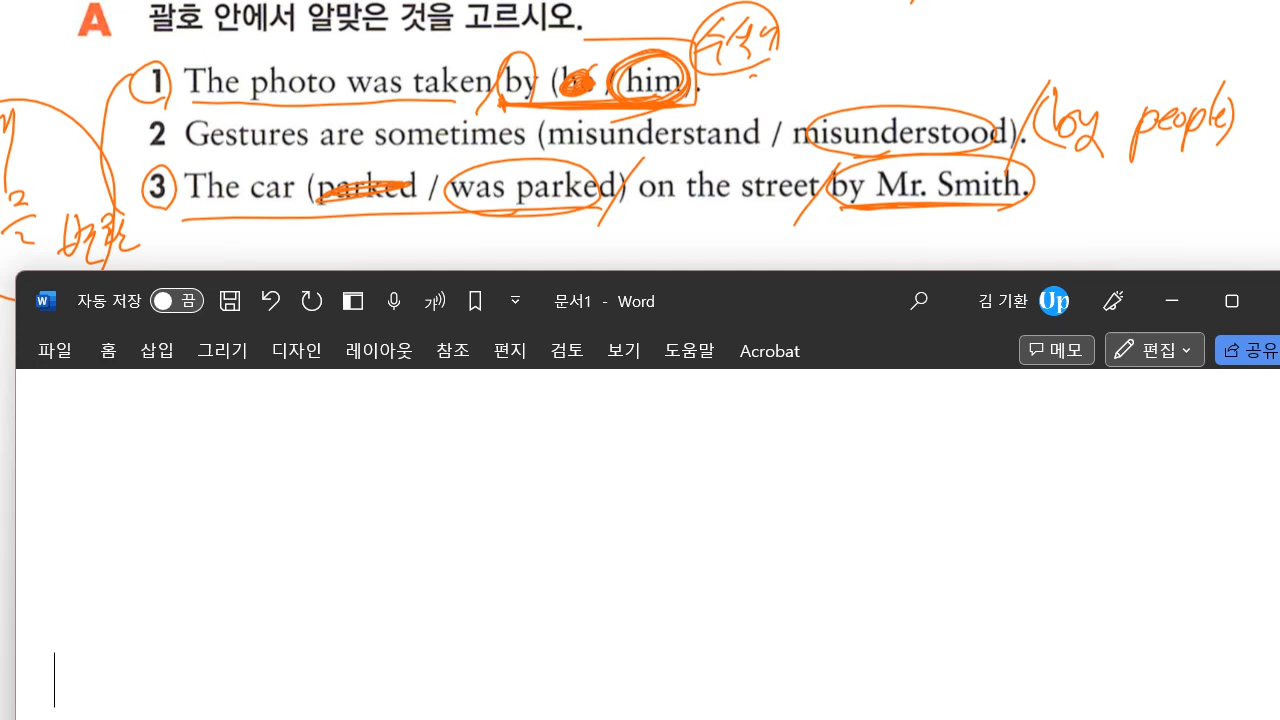 A 괄호 안에서 알맞은 것을 고르시오.
수식어
1 The photo was taken by (he / him).
2 Gestures are sometimes (misunderstand / misunderstood). (by people)
3 The car (parked / was parked) on the street by Mr. Smith.
자동 저장 끔 가 문서1 - Word 김 기환 Up
파일 홈 삽입 그리기 디자인 레이아웃 참조 편지 검토 보기 도움말 Acrobat 메모 편집 공유